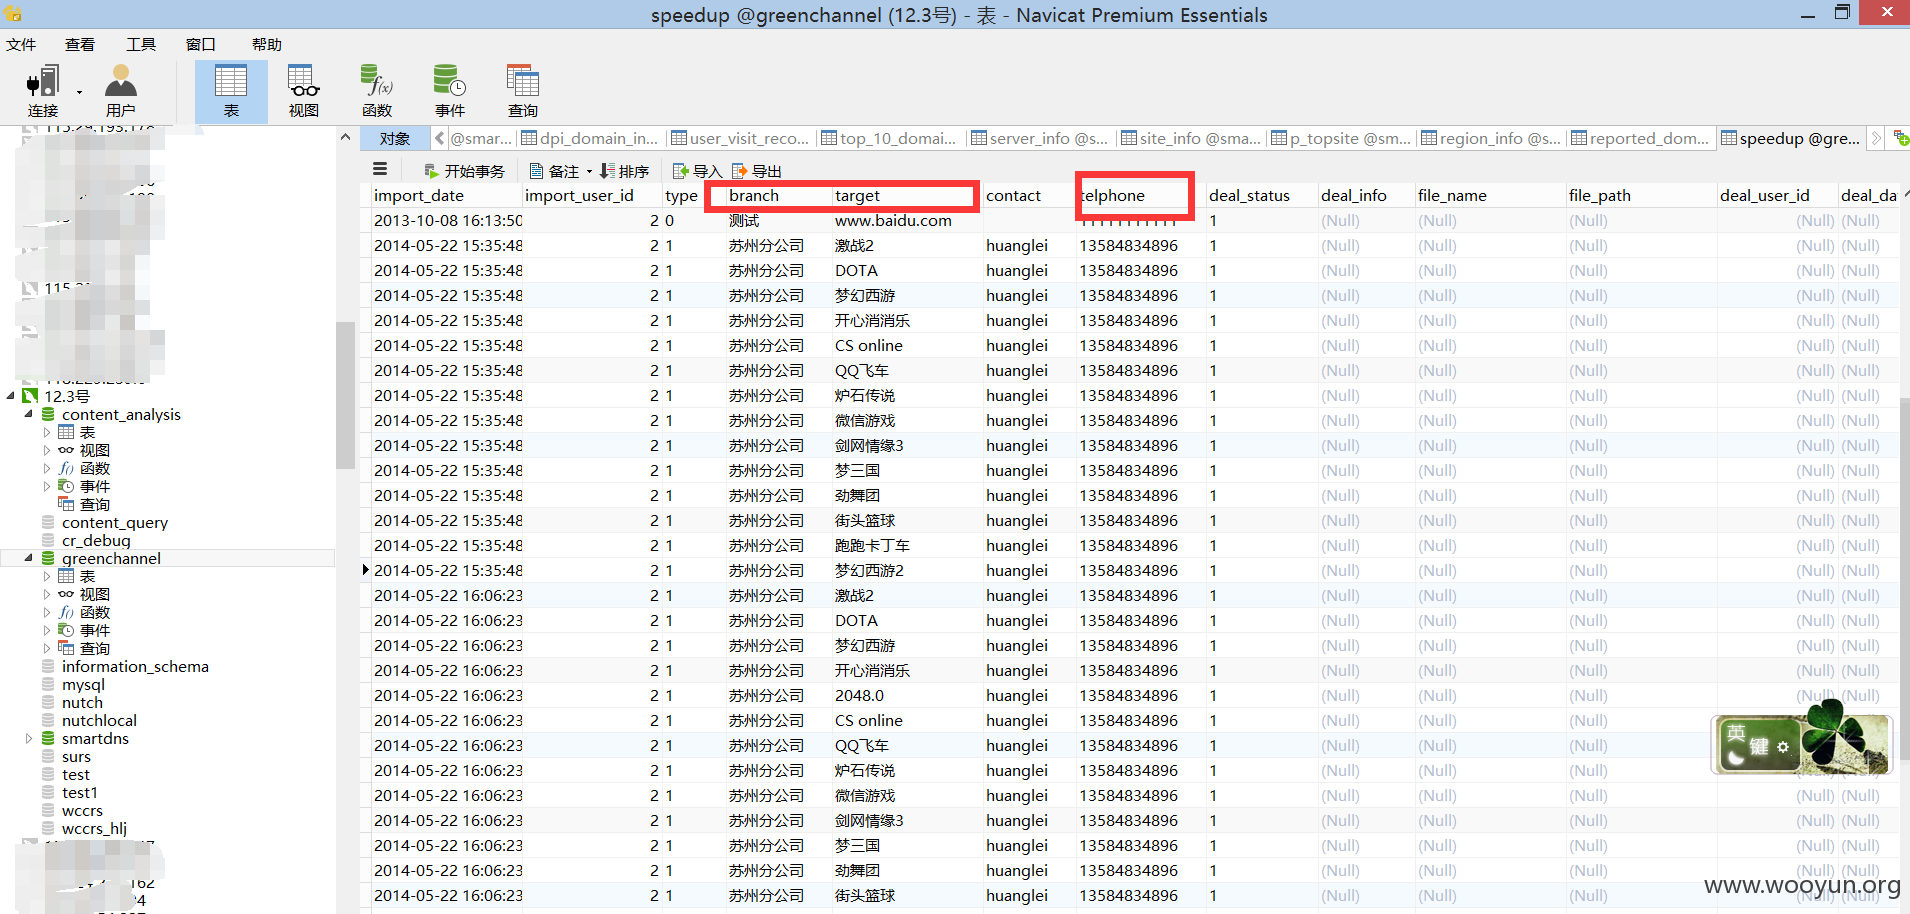 speedup @greenchannel (12.3号) - 表 - Navicat Premium Essentials
文件 查看 工具 窗口 帮助
连接 用户 表 视图 函数 事件 查询
对象 @smar... dpi_domain_in... user_visit_reco... top_10_domai... server_info @s... site_info @sma... p_topsite @sm... region_info @s... reported_dom... speedup @gre...
开始事务 备注 排序 导入 导出
12.3号
content_analysis
表
视图
函数
事件
查询
content_query
cr_debug
greenchannel
表
视图
函数
事件
查询
information_schema
mysql
nutch
nutchlocal
smartdns
surs
test
test1
wccrs
wccrs_hlj
import_date import_user_id type branch target contact telphone deal_status deal_info file_name file_path deal_user_id deal_da
2013-10-08 16:13:50 2 0 测试 www.baidu.com 11111111111 1 (Null) (Null) (Null) (Null) (Null)
2014-05-22 15:35:48 2 1 苏州分公司 激战2 huanglei 13584834896 1 (Null) (Null) (Null) (Null) (Null)
2014-05-22 15:35:48 2 1 苏州分公司 DOTA huanglei 13584834896 1 (Null) (Null) (Null) (Null) (Null)
2014-05-22 15:35:48 2 1 苏州分公司 梦幻西游 huanglei 13584834896 1 (Null) (Null) (Null) (Null) (Null)
2014-05-22 15:35:48 2 1 苏州分公司 开心消消乐 huanglei 13584834896 1 (Null) (Null) (Null) (Null) (Null)
2014-05-22 15:35:48 2 1 苏州分公司 CS online huanglei 13584834896 1 (Null) (Null) (Null) (Null) (Null)
2014-05-22 15:35:48 2 1 苏州分公司 QQ飞车 huanglei 13584834896 1 (Null) (Null) (Null) (Null) (Null)
2014-05-22 15:35:48 2 1 苏州分公司 炉石传说 huanglei 13584834896 1 (Null) (Null) (Null) (Null) (Null)
2014-05-22 15:35:48 2 1 苏州分公司 微信游戏 huanglei 13584834896 1 (Null) (Null) (Null) (Null) (Null)
2014-05-22 15:35:48 2 1 苏州分公司 剑网情缘3 huanglei 13584834896 1 (Null) (Null) (Null) (Null) (Null)
2014-05-22 15:35:48 2 1 苏州分公司 梦三国 huanglei 13584834896 1 (Null) (Null) (Null) (Null) (Null)
2014-05-22 15:35:48 2 1 苏州分公司 劲舞团 huanglei 13584834896 1 (Null) (Null) (Null) (Null) (Null)
2014-05-22 15:35:48 2 1 苏州分公司 街头篮球 huanglei 13584834896 1 (Null) (Null) (Null) (Null) (Null)
2014-05-22 15:35:48 2 1 苏州分公司 跑跑卡丁车 huanglei 13584834896 1 (Null) (Null) (Null) (Null) (Null)
2014-05-22 15:35:48 2 1 苏州分公司 梦幻西游2 huanglei 13584834896 1 (Null) (Null) (Null) (Null) (Null)
2014-05-22 16:06:23 2 1 苏州分公司 激战2 huanglei 13584834896 1 (Null) (Null) (Null) (Null) (Null)
2014-05-22 16:06:23 2 1 苏州分公司 DOTA huanglei 13584834896 1 (Null) (Null) (Null) (Null) (Null)
2014-05-22 16:06:23 2 1 苏州分公司 梦幻西游 huanglei 13584834896 1 (Null) (Null) (Null) (Null) (Null)
2014-05-22 16:06:23 2 1 苏州分公司 开心消消乐 huanglei 13584834896 1 (Null) (Null) (Null) (Null) (Null)
2014-05-22 16:06:23 2 1 苏州分公司 2048.0 huanglei 13584834896 1 (Null) (Null) (Null) (Null) (Null)
2014-05-22 16:06:23 2 1 苏州分公司 CS online huanglei 13584834896 1 (Null) (Null) (Null)
2014-05-22 16:06:23 2 1 苏州分公司 QQ飞车 huanglei 13584834896 1 (Null) (Null) (Null)
2014-05-22 16:06:23 2 1 苏州分公司 炉石传说 huanglei 13584834896 1 (Null) (Null) (Null)
2014-05-22 16:06:23 2 1 苏州分公司 微信游戏 huanglei 13584834896 1 (Null) (Null) (Null) (Null) (Null)
2014-05-22 16:06:23 2 1 苏州分公司 剑网情缘3 huanglei 13584834896 1 (Null) (Null) (Null) (Null) (Null)
2014-05-22 16:06:23 2 1 苏州分公司 梦三国 huanglei 13584834896 1 (Null) (Null) (Null) (Null) (Null)
2014-05-22 16:06:23 2 1 苏州分公司 劲舞团 huanglei 13584834896 1 (Null) (Null) (Null) (Null) (Null)
2014-05-22 16:06:23 2 1 苏州分公司 街头篮球 huanglei 13584834896 1 (Null) (Null) (Null)
英 键
www.wooyun.org